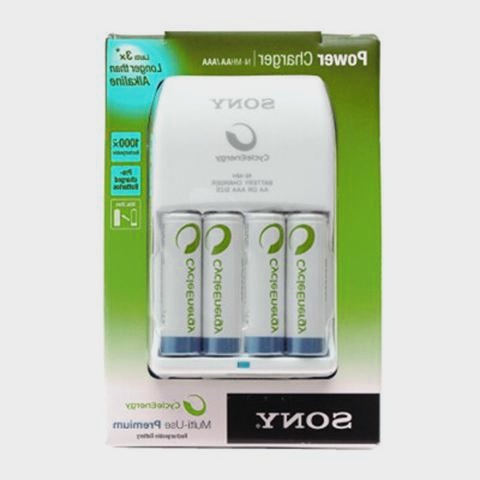 Power Charger | Ni-MH AA/AAA
Lasts 3x*
Longer than
Alkaline
1000x
Rechargeable
Pre-
charged
Batteries
SONY
CycleEnergy
Ni-MH
BATTERY CHARGER
AA OR AAA SIZE
CycleEnergy
CycleEnergy
CycleEnergy
CycleEnergy
SONY
CycleEnergy
Multi-Use Premium
Rechargeable Battery